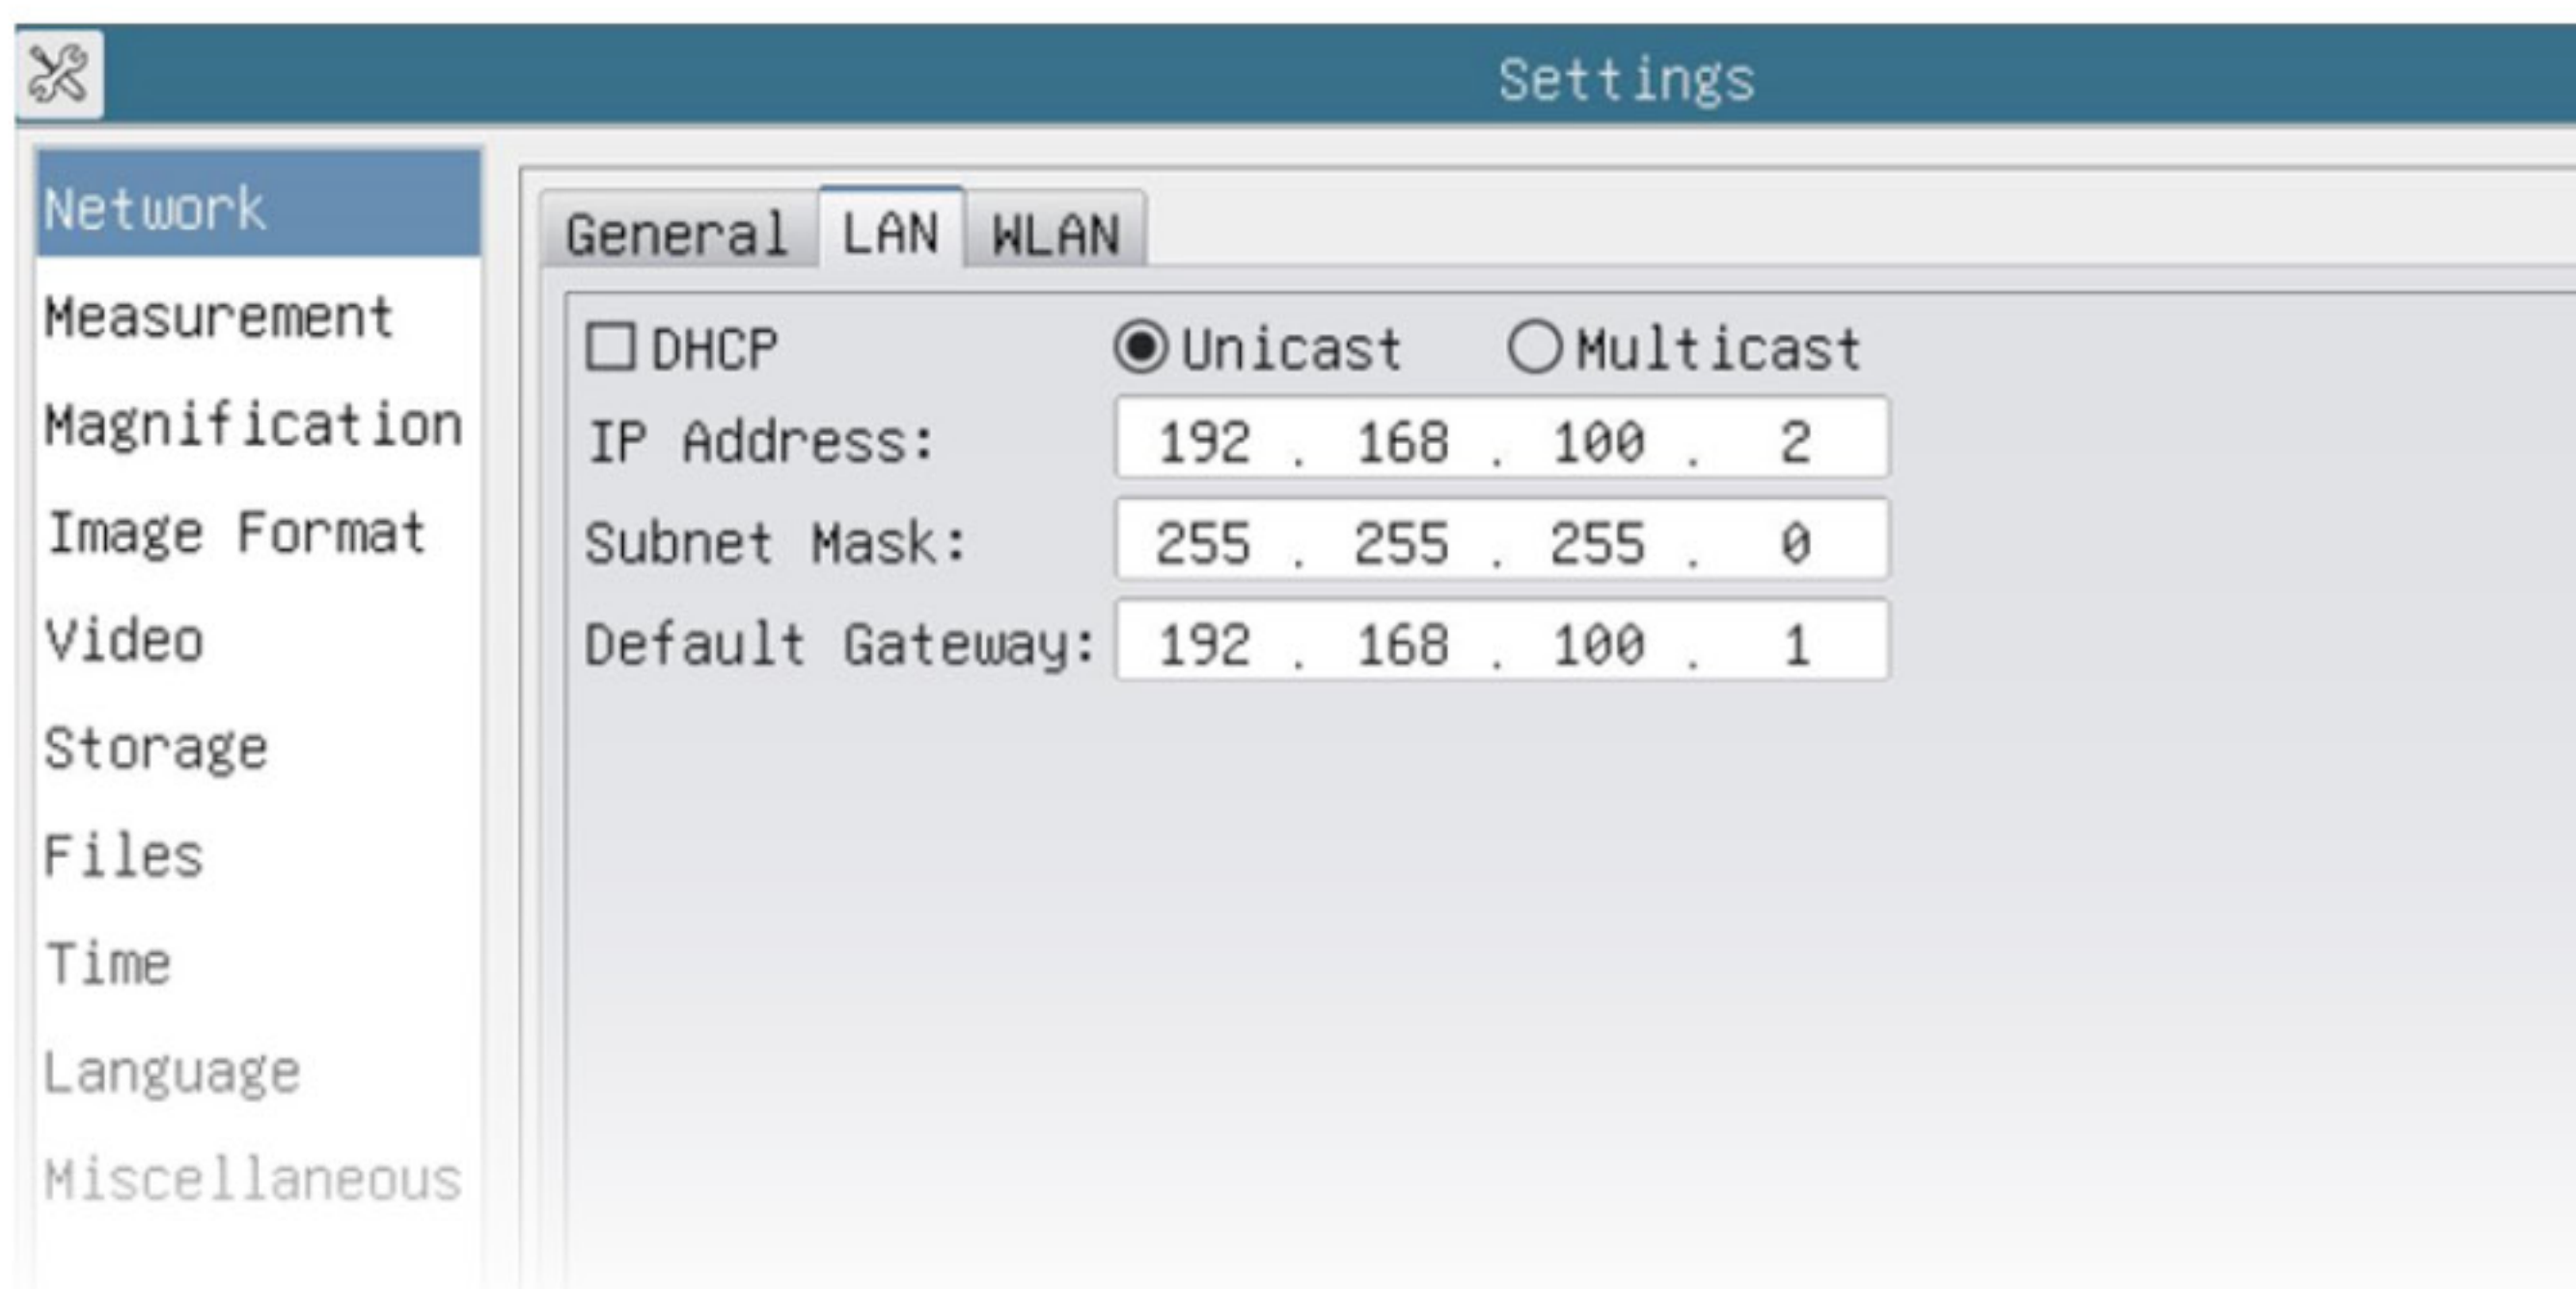 Settings
Network
Measurement
Magnification
Image Format
Video
Storage
Files
Time
Language
Miscellaneous
General LAN WLAN
DHCP Unicast Multicast
IP Address: 192 . 168 . 100 . 2
Subnet Mask: 255 . 255 . 255 . 0
Default Gateway: 192 . 168 . 100 . 1